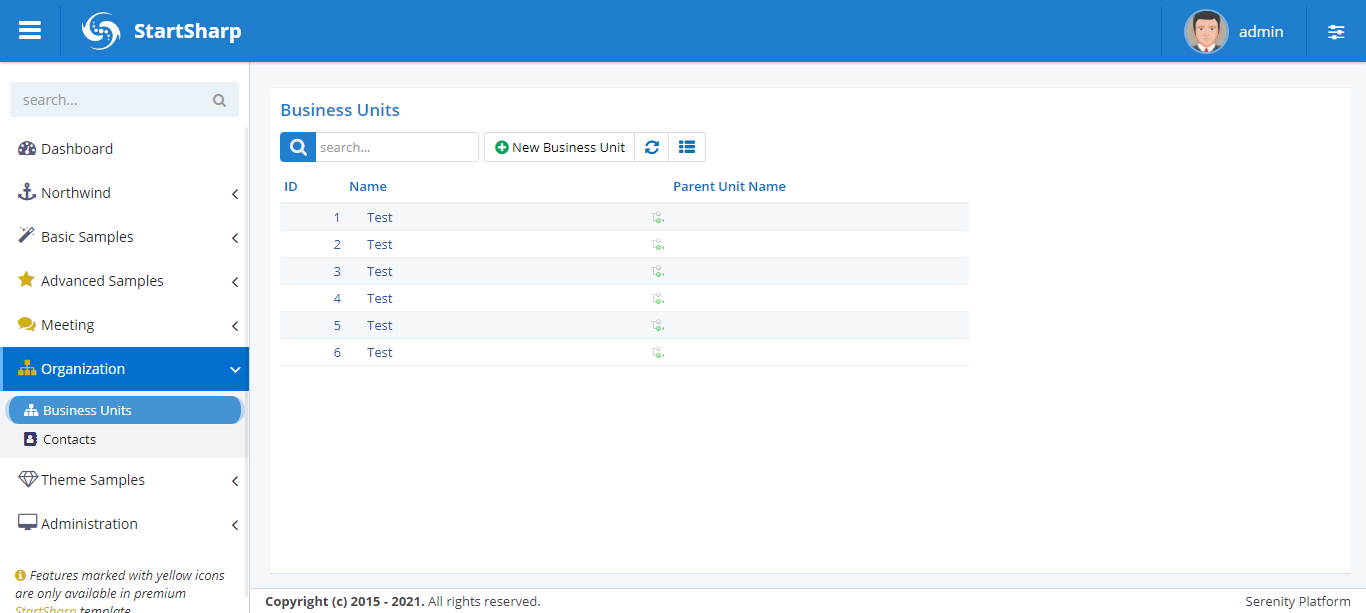 StartSharp
admin
search...
Dashboard
Northwind
Basic Samples
Advanced Samples
Meeting
Organization
Business Units
Contacts
Theme Samples
Administration
Features marked with yellow icons
are only available in premium
StartSharp template
Business Units
search...
New Business Unit
ID Name Parent Unit Name
1 Test
2 Test
3 Test
4 Test
5 Test
6 Test
Copyright (c) 2015 - 2021. All rights reserved.
Serenity Platform